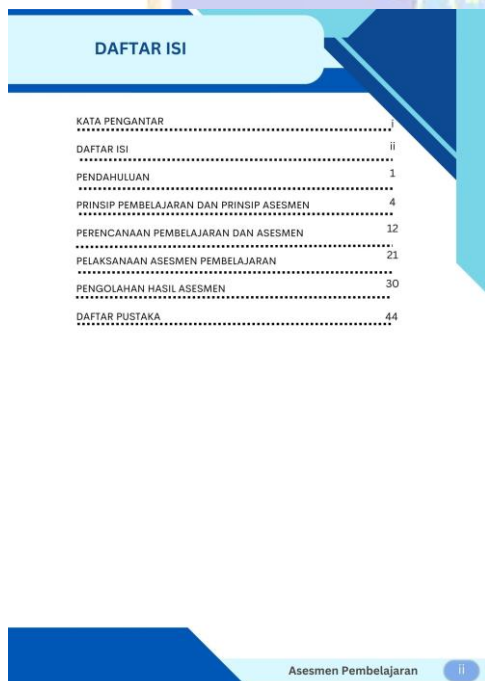 DAFTAR ISI
KATA PENGANTAR i
DAFTAR ISI ii
PENDAHULUAN 1
PRINSIP PEMBELAJARAN DAN PRINSIP ASESMEN 4
PERENCANAAN PEMBELAJARAN DAN ASESMEN 12
PELAKSANAAN ASESMEN PEMBELAJARAN 21
PENGOLAHAN HASIL ASESMEN 30
DAFTAR PUSTAKA 44
Asesmen Pembelajaran ii